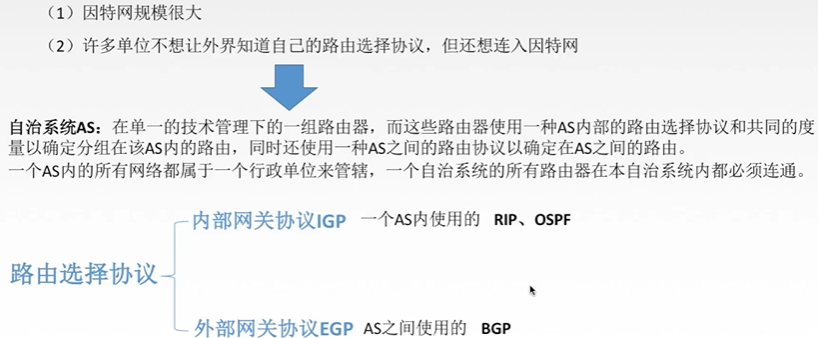 （1）因特网规模很大
（2）许多单位不想让外界知道自己的路由选择协议，但还想连入因特网
自治系统AS：在单一的技术管理下的一组路由器，而这些路由器使用一种AS内部的路由选择协议和共同的度
量以确定分组在该AS内的路由，同时还使用一种AS之间的路由协议以确定在AS之间的路由。
一个AS内的所有网络都属于一个行政单位来管辖，一个自治系统的所有路由器在本自治系统内都必须连通。
内部网关协议IGP 一个AS内使用的 RIP、OSPF
路由选择协议
外部网关协议EGP AS之间使用的 BGP